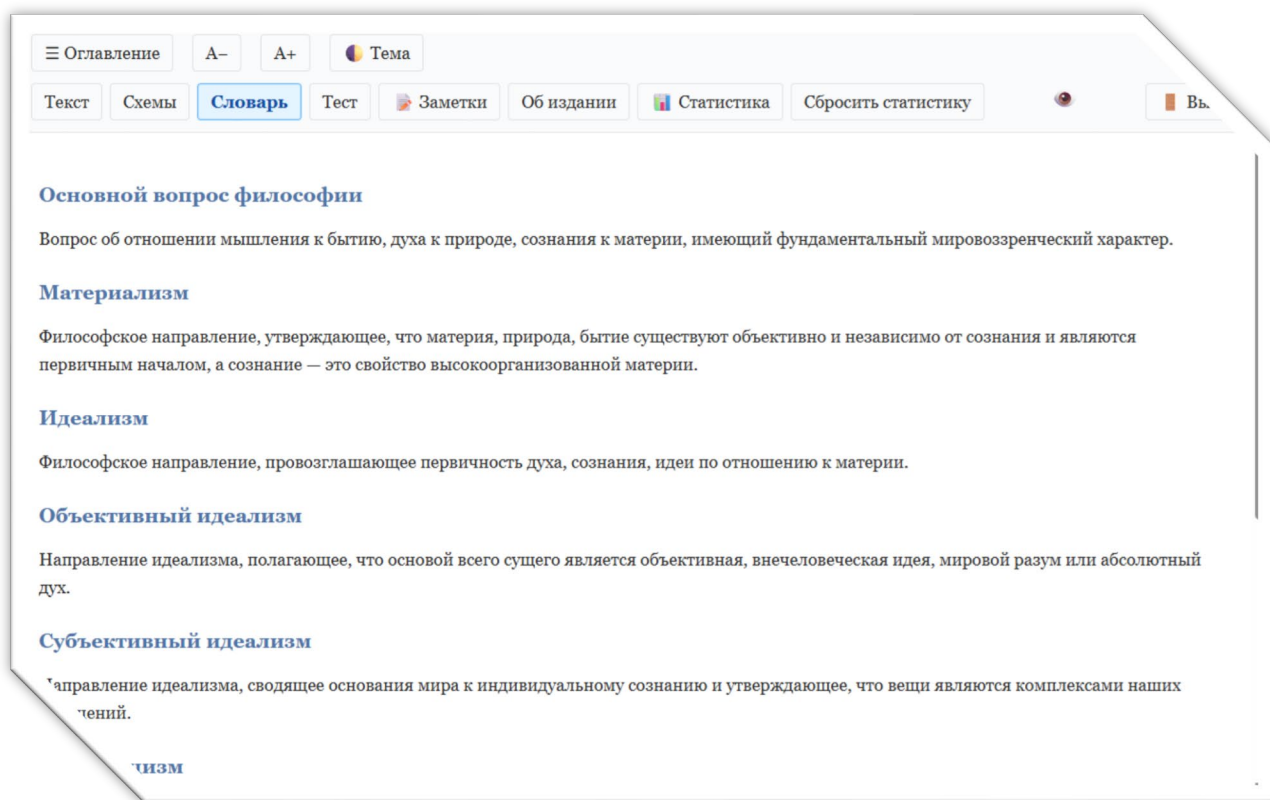 ☰ Оглавление A– A+ Тема
Текст Схемы Словарь Тест Заметки Об издании Статистика Сбросить статистику
Основной вопрос философии
Вопрос об отношении мышления к бытию, духа к природе, сознания к материи, имеющий фундаментальный мировоззренческий характер.
Материализм
Философское направление, утверждающее, что материя, природа, бытие существуют объективно и независимо от сознания и являются
первичным началом, а сознание — это свойство высокоорганизованной материи.
Идеализм
Философское направление, провозглашающее первичность духа, сознания, идеи по отношению к материи.
Объективный идеализм
Направление идеализма, полагающее, что основой всего сущего является объективная, внечеловеческая идея, мировой разум или абсолютный
дух.
Субъективный идеализм
Направление идеализма, сводящее основания мира к индивидуальному сознанию и утверждающее, что вещи являются комплексами наших